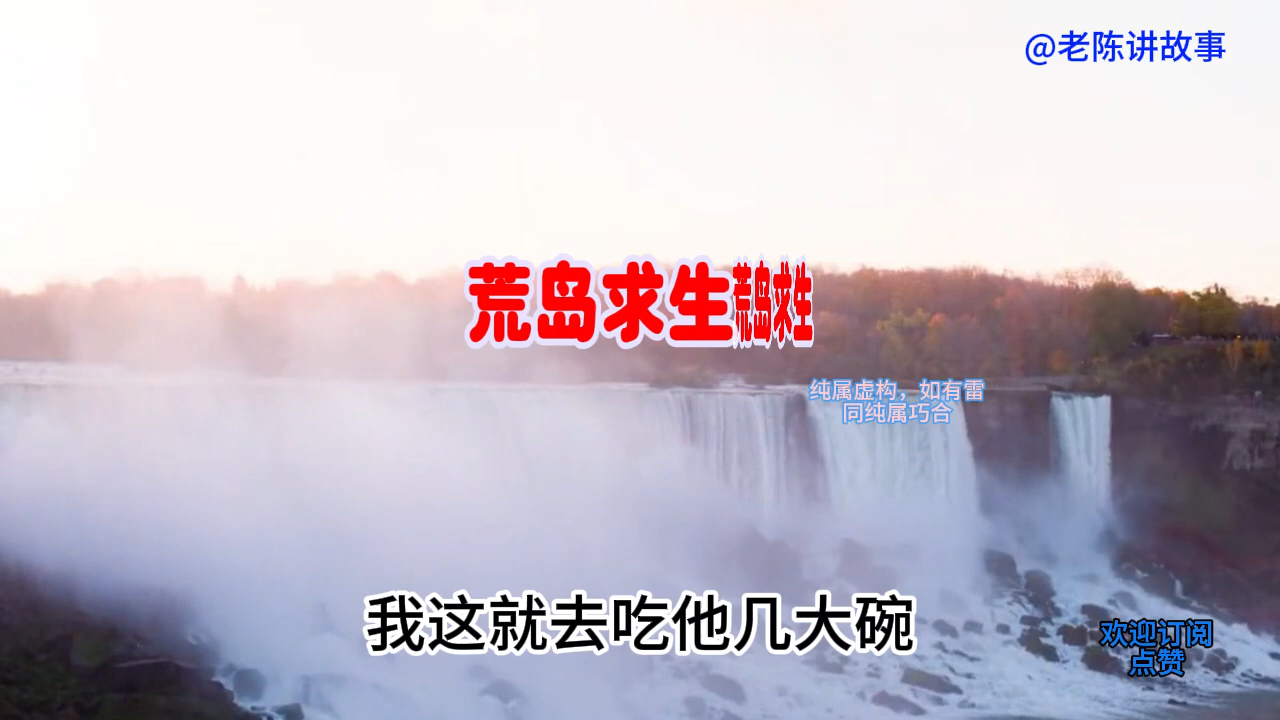 @老陈讲故事
荒岛求生荒岛求生
纯属虚构，如有雷
同纯属巧合
我这就去吃他几大碗
欢迎订阅
点赞